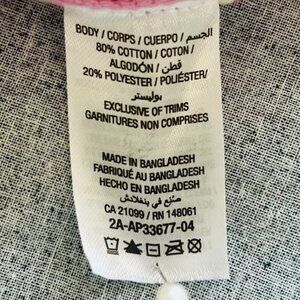 BODY / CORPS / CUERPO / الجسم /
80% COTTON / COTON /
ALGODÓN / قطن /
20% POLYESTER / POLIÉSTER/
بوليستر
EXCLUSIVE OF TRIMS
GARNITURES NON COMPRISES
MADE IN BANGLADESH
FABRIQUÉ AU BANGLADESH
HECHO EN BANGLADESH
صنع في بنغلادش
CA 21099 / RN 148061
2A-AP33677-04